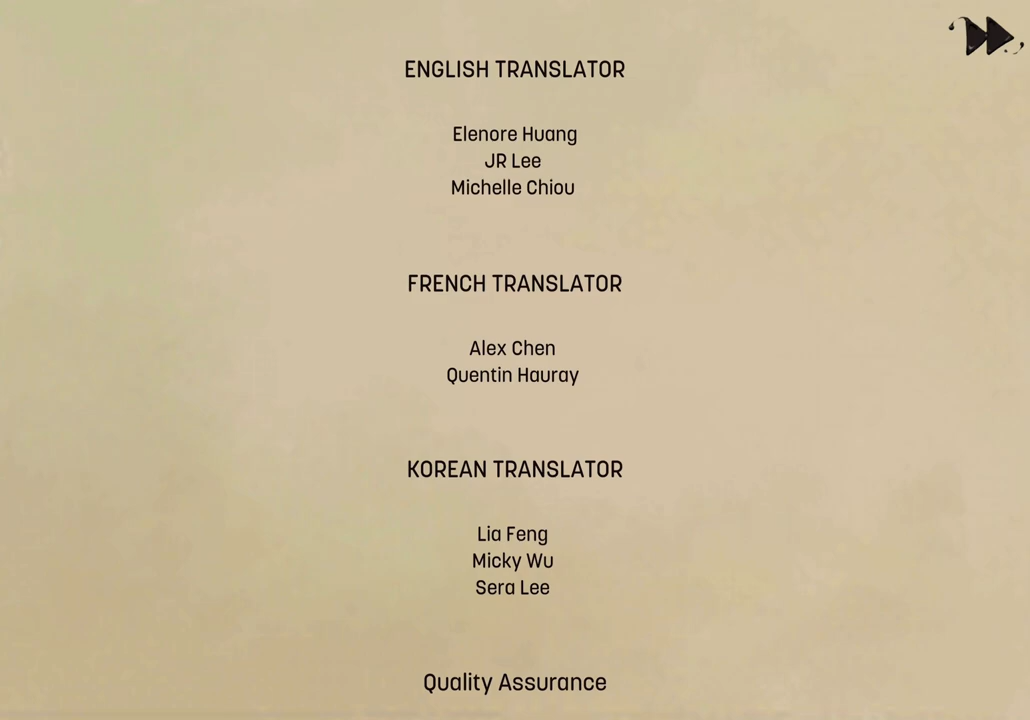 ENGLISH TRANSLATOR
Elenore Huang
JR Lee
Michelle Chiou
FRENCH TRANSLATOR
Alex Chen
Quentin Hauray
KOREAN TRANSLATOR
Lia Feng
Micky Wu
Sera Lee
Quality Assurance